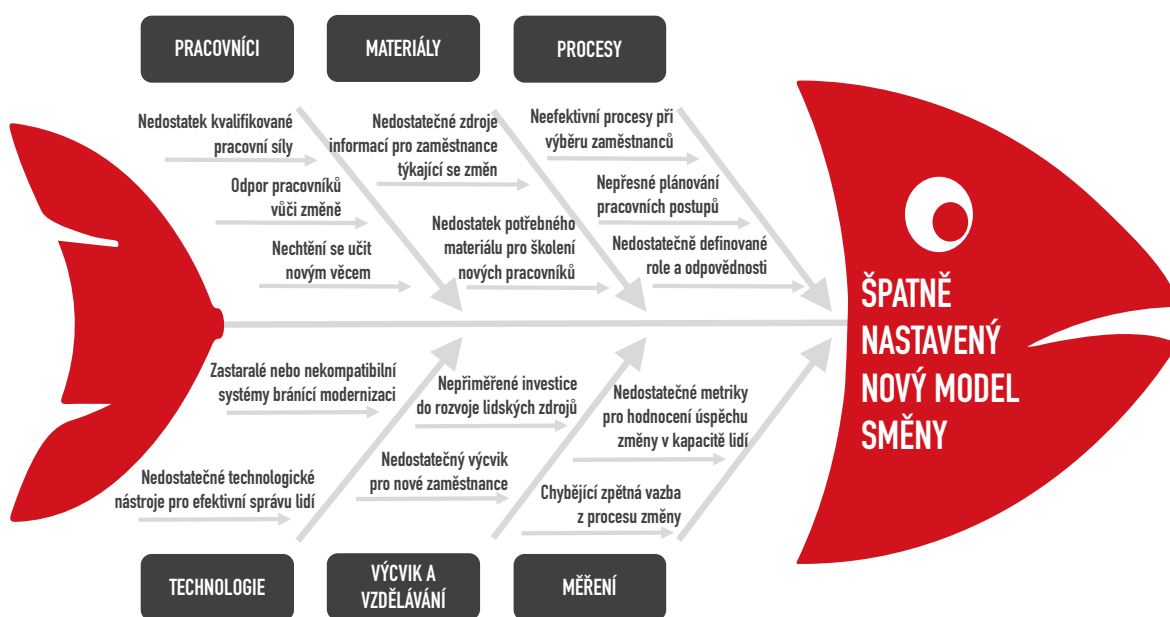 PRACOVNÍCI
MATERIÁLY
PROCESY
Nedostatek kvalifikované
pracovní síly
Odpor pracovníků
vůči změně
Nechtění se učit
novým věcem
Nedostatečné zdroje
informací pro zaměstnance
týkající se změn
Nedostatek potřebného
materiálu pro školení
nových pracovníků
Neefektivní procesy při
výběru zaměstnanců
Nepřesné plánování
pracovních postupů
Nedostatečně definované
role a odpovědnosti
ŠPATNĚ
NASTAVENÝ
NOVÝ MODEL
SMĚNY
Zastaralé nebo nekompatibilní
systémy bránící modernizaci
Nedostatečné technologické
nástroje pro efektivní správu lidí
Nepřiměřené investice
do rozvoje lidských zdrojů
Nedostatečný výcvik
pro nové zaměstnance
Nedostatečné metriky
pro hodnocení úspěchu
změny v kapacitě lidí
Chybějící zpětná vazba
z procesu změny
TECHNOLOGIE
VÝCVIK A
VZDĚLÁVÁNÍ
MĚŘENÍ